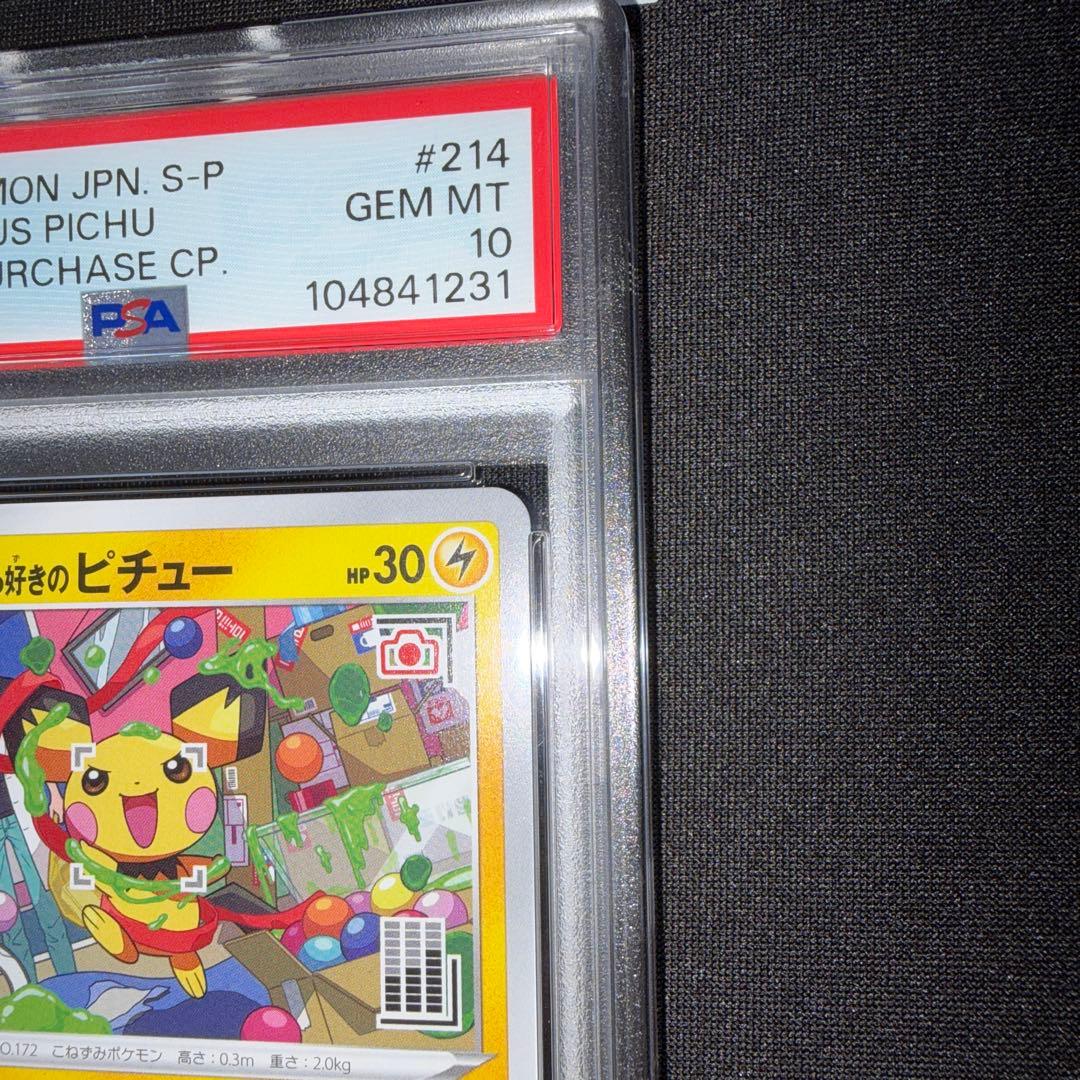 MON JPN. S-P #214
US PICHU GEM MT
URCHASE CP. 10
PSA 104841231
好きのピチュー HP30
O.172 こねずみポケモン 高さ:0.3m 重さ:2.0kg